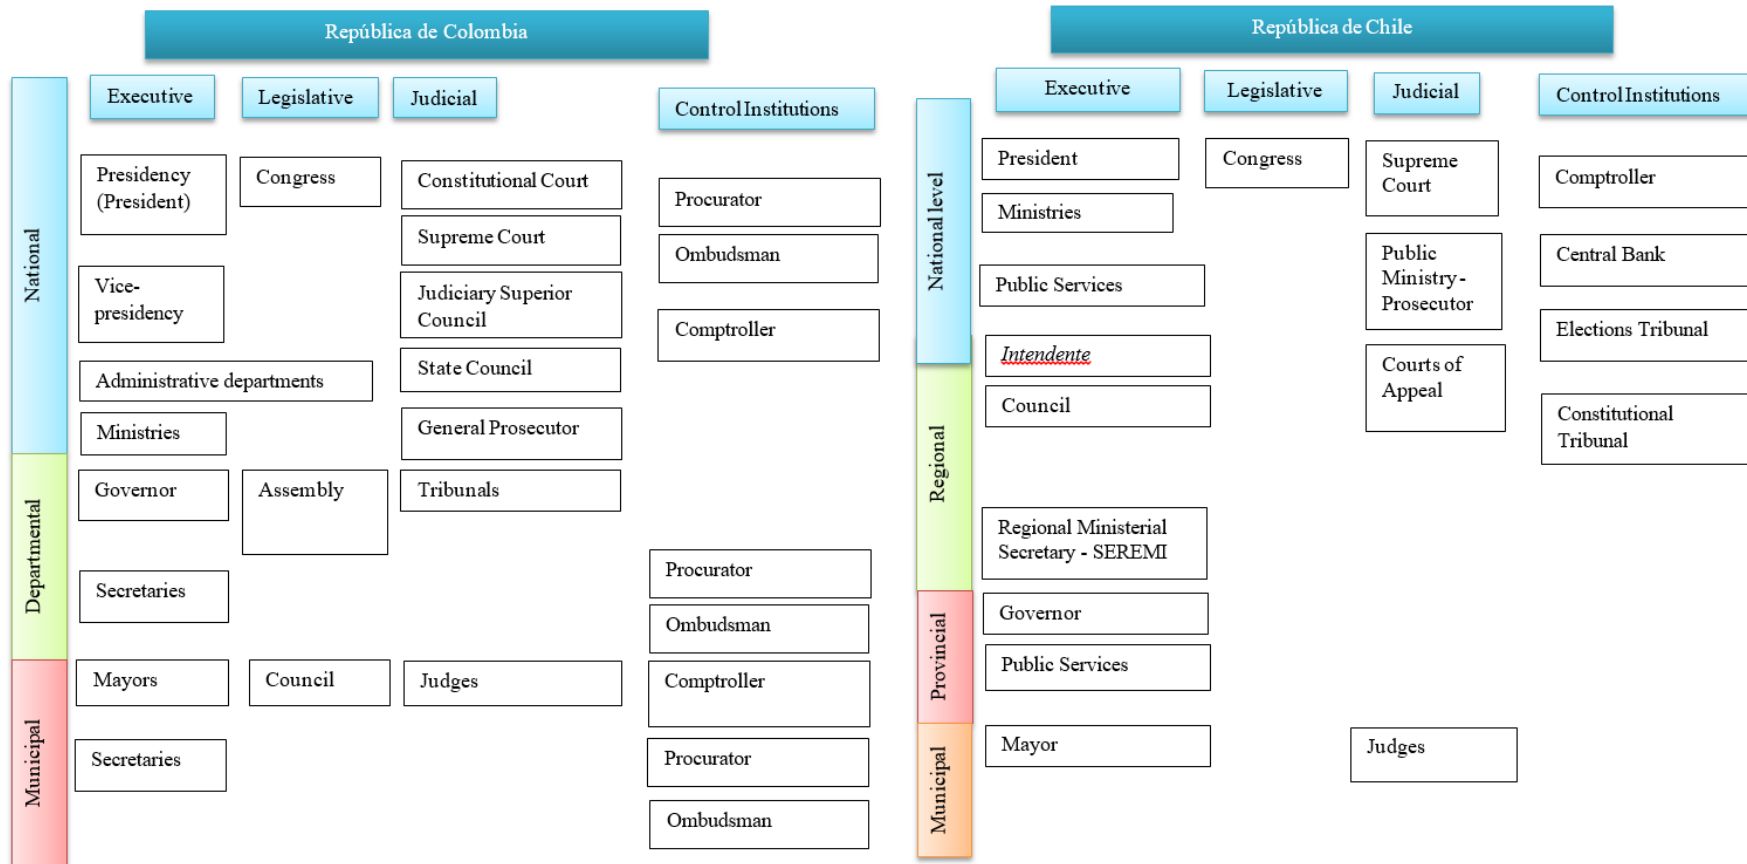 República de Colombia
National
Departmental
Municipal
Executive
Legislative
Judicial
Control Institutions
Presidency
(President)
Congress
Constitutional Court
Procurator
Supreme Court
Ombudsman
Vice-
presidency
Judiciary Superior
Council
Comptroller
Administrative departments
State Council
Ministries
General Prosecutor
Governor
Assembly
Tribunals
Procurator
Secretaries
Ombudsman
Mayors
Council
Judges
Comptroller
Secretaries
Procurator
Ombudsman
República de Chile
National level
Regional
Provincial
Municipal
Executive
Legislative
Judicial
Control Institutions
President
Congress
Supreme
Court
Comptroller
Ministries
Public Services
Public
Ministry -
Prosecutor
Central Bank
Intendente
Elections Tribunal
Council
Courts of
Appeal
Constitutional
Tribunal
Regional Ministerial
Secretary - SEREMI
Governor
Public Services
Mayor
Judges